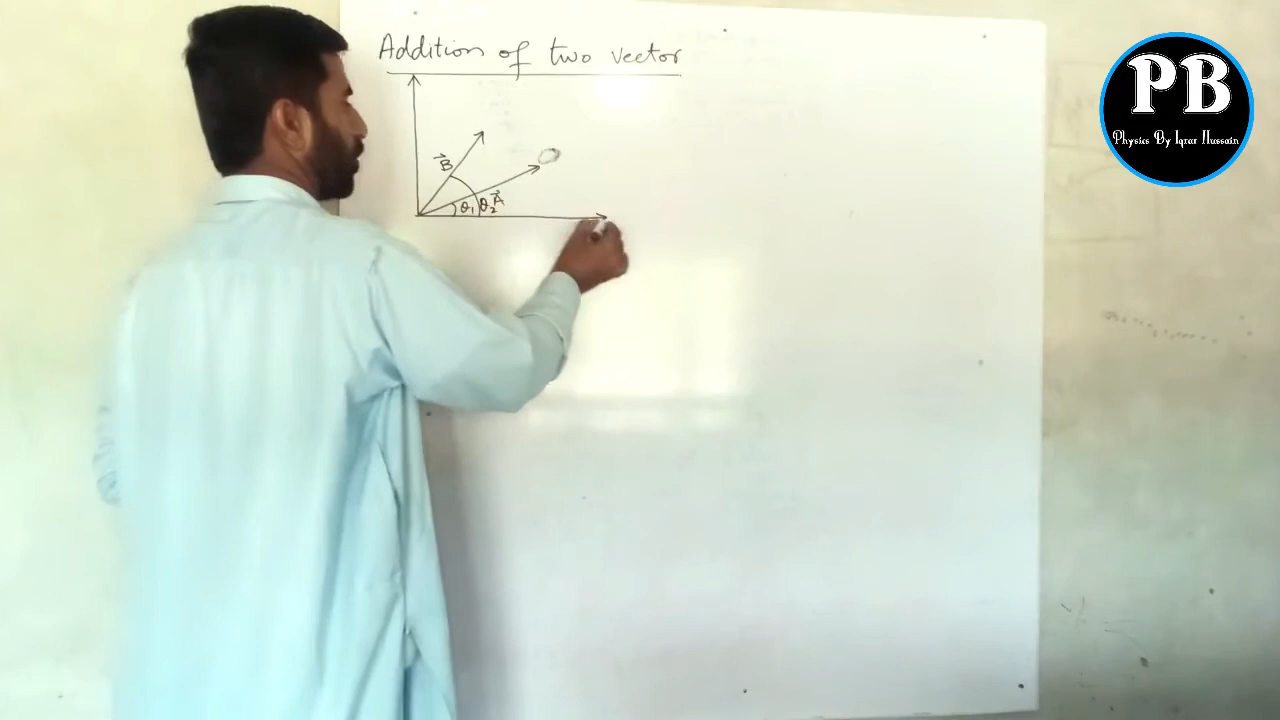 Addition of two vector
PB
Physics By Iqrar Hussain
B
θ₁ θ₂ A